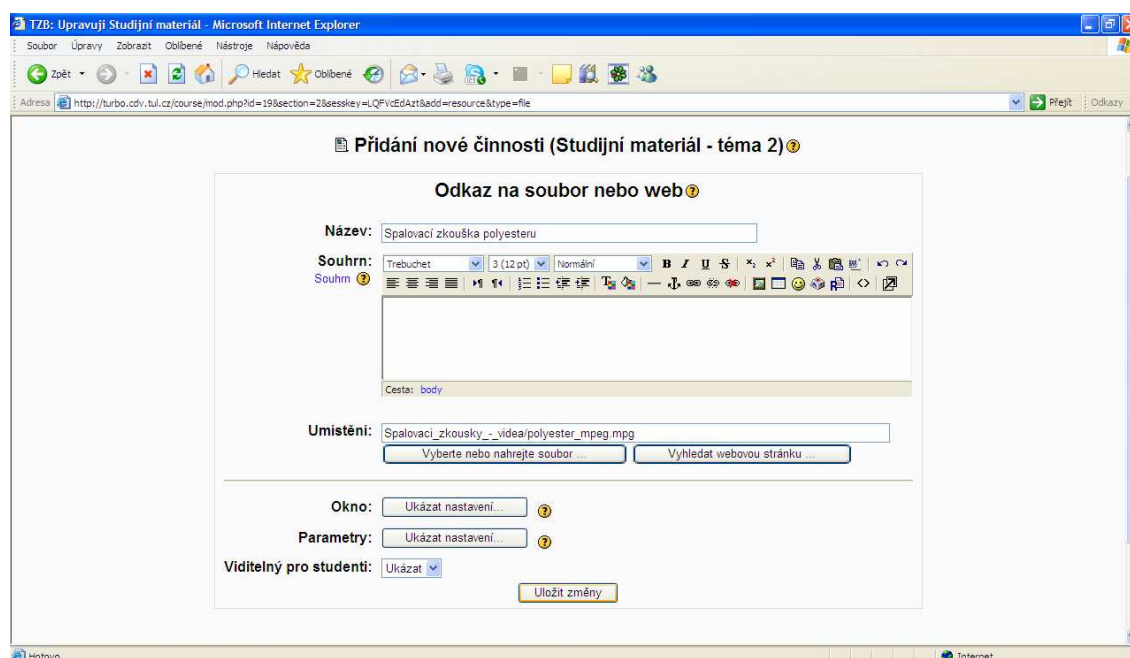 TZB: Upravuji Studijní materiál - Microsoft Internet Explorer
Soubor Úpravy Zobrazit Oblíbené Nástroje Nápověda
Zpět Hledat Oblíbené
Adresa http://turbo.cdv.tul.cz/course/mod.php?id=19&section=2&sesskey=LQFVcEdAzt&add=resource&type=file Přejít Odkazy
Přidání nové činnosti (Studijní materiál - téma 2)
Odkaz na soubor nebo web
Název: Spalovací zkouška polyesteru
Souhrn: Trebuchet 3 (12 pt) Normální B I U S
Souhrn
Cesta: body
Umístění: Spalovaci_zkousky_-_videa/polyester_mpeg.mpg
Vyberte nebo nahrejte soubor ... Vyhledat webovou stránku ...
Okno: Ukázat nastavení...
Parametry: Ukázat nastavení...
Viditelný pro studenti: Ukázat
Uložit změny
Hotovo Internet